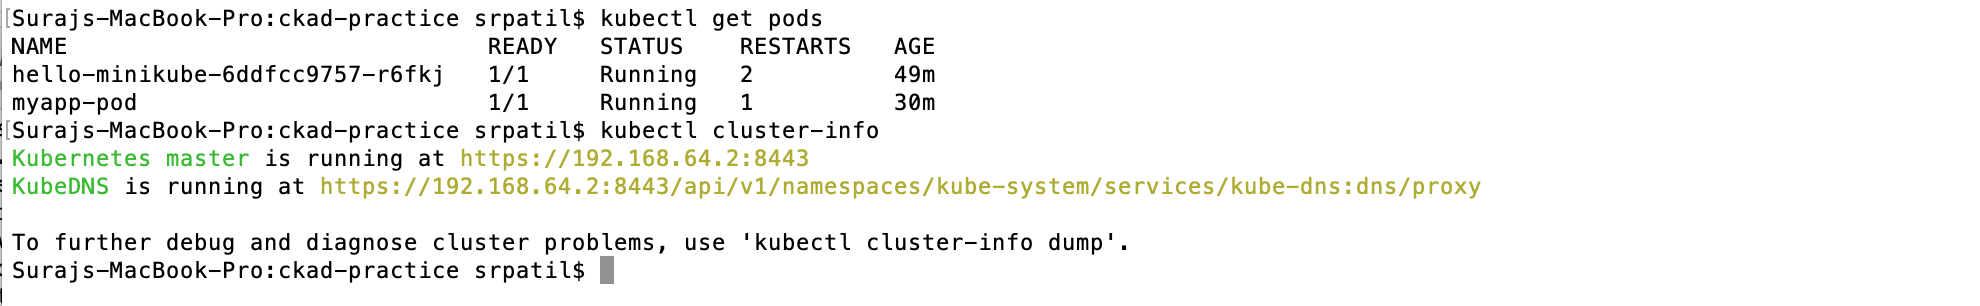 Surajs-MacBook-Pro:ckad-practice srpatil$ kubectl get pods
NAME                              READY   STATUS    RESTARTS   AGE
hello-minikube-6ddfcc9757-r6fkj   1/1     Running   2          49m
myapp-pod                         1/1     Running   1          30m
Surajs-MacBook-Pro:ckad-practice srpatil$ kubectl cluster-info
Kubernetes master is running at https://192.168.64.2:8443
KubeDNS is running at https://192.168.64.2:8443/api/v1/namespaces/kube-system/services/kube-dns:dns/proxy

To further debug and diagnose cluster problems, use 'kubectl cluster-info dump'.
Surajs-MacBook-Pro:ckad-practice srpatil$